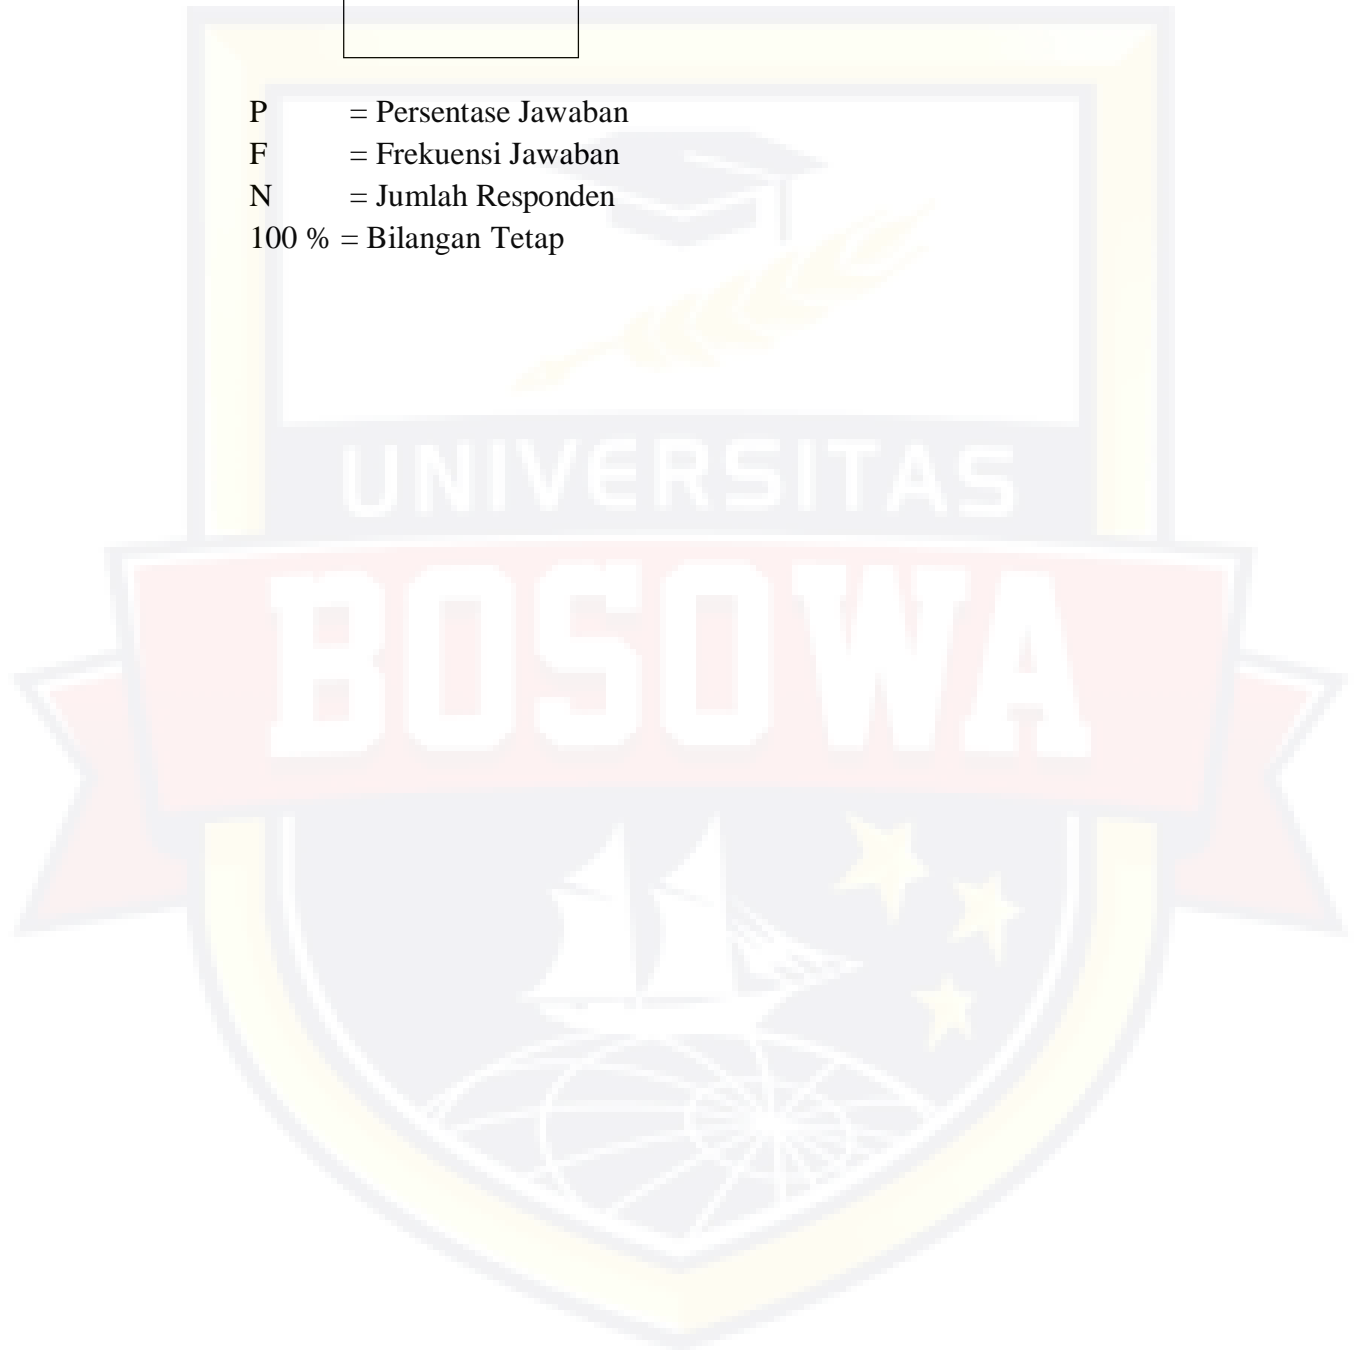 P = Persentase Jawaban
F = Frekuensi Jawaban
N = Jumlah Responden
100 % = Bilangan Tetap
UNIVERSITAS
BOSOWA